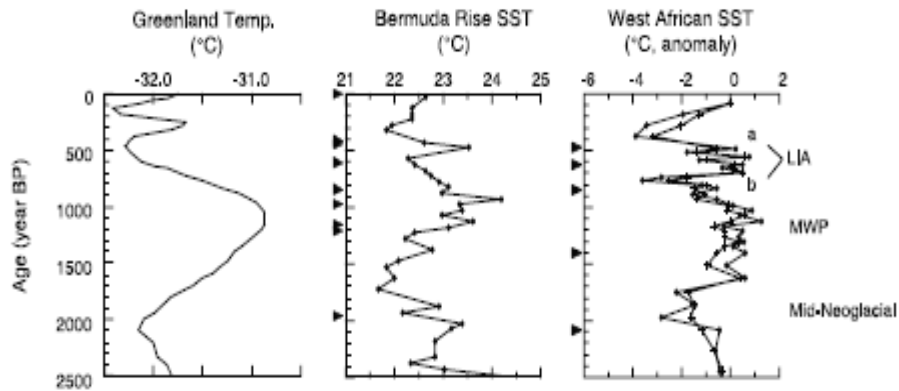 Greenland Temp.
(°C)
Bermuda Rise SST
(°C)
West African SST
(°C, anomaly)
-32.0 -31.0
21 22 23 24 25
-6 -4 -2 0 2
0
500
1000
1500
2000
2500
Age (year BP)
a
LIA
b
MWP
Mid-Neoglacial